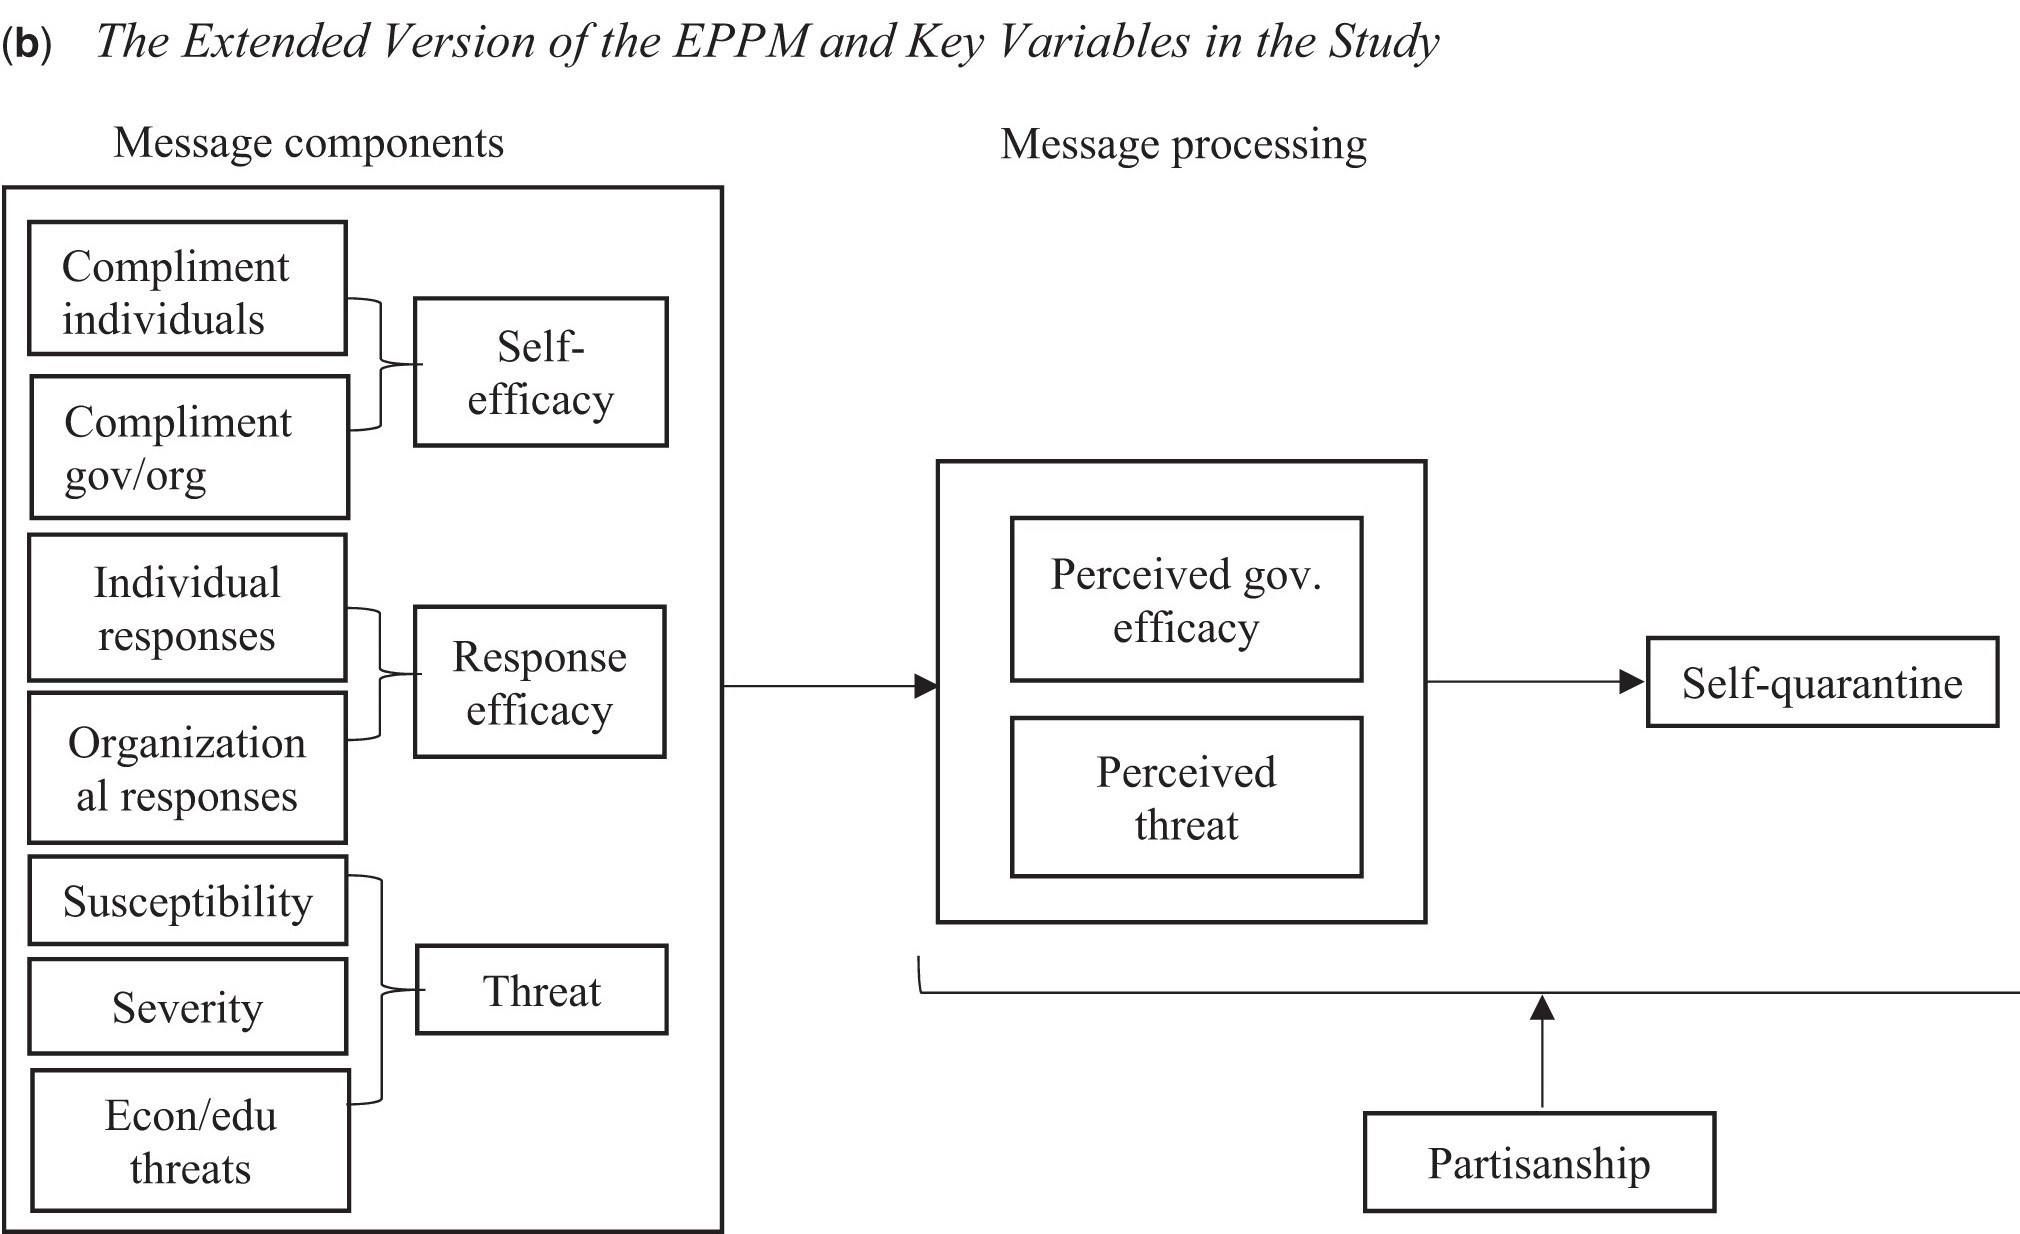 (b) The Extended Version of the EPPM and Key Variables in the Study
Message components
Message processing
Compliment
individuals
Compliment
gov/org
Self-
efficacy
Individual
responses
Organization
al responses
Response
efficacy
Susceptibility
Severity
Econ/edu
threats
Threat
Perceived gov.
efficacy
Perceived
threat
Self-quarantine
Partisanship